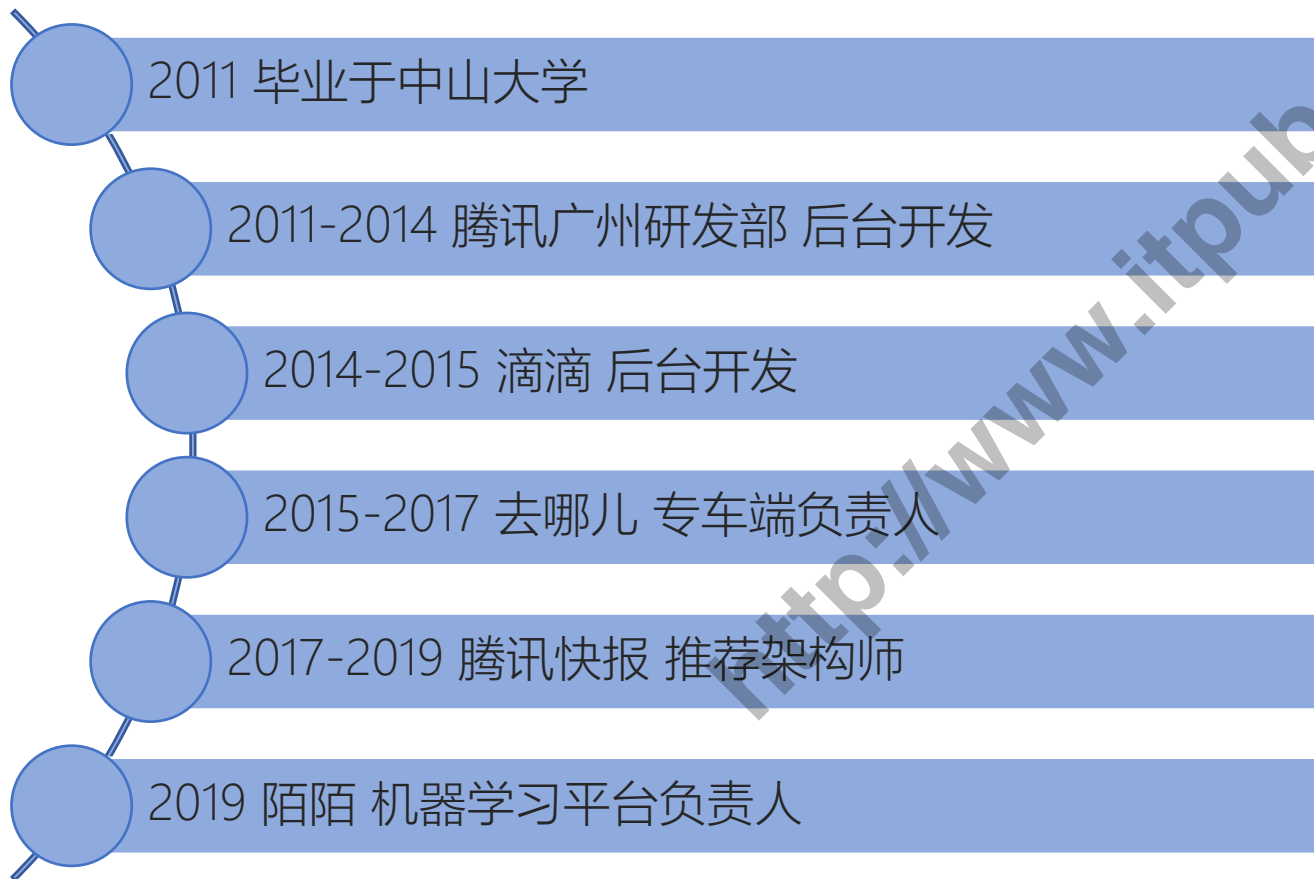 2011 毕业于中山大学
2011-2014 腾讯广州研发部 后台开发
2014-2015 滴滴 后台开发
2015-2017 去哪儿 专车端负责人
2017-2019 腾讯快报 推荐架构师
2019 陌陌 机器学习平台负责人
http://www.itpub